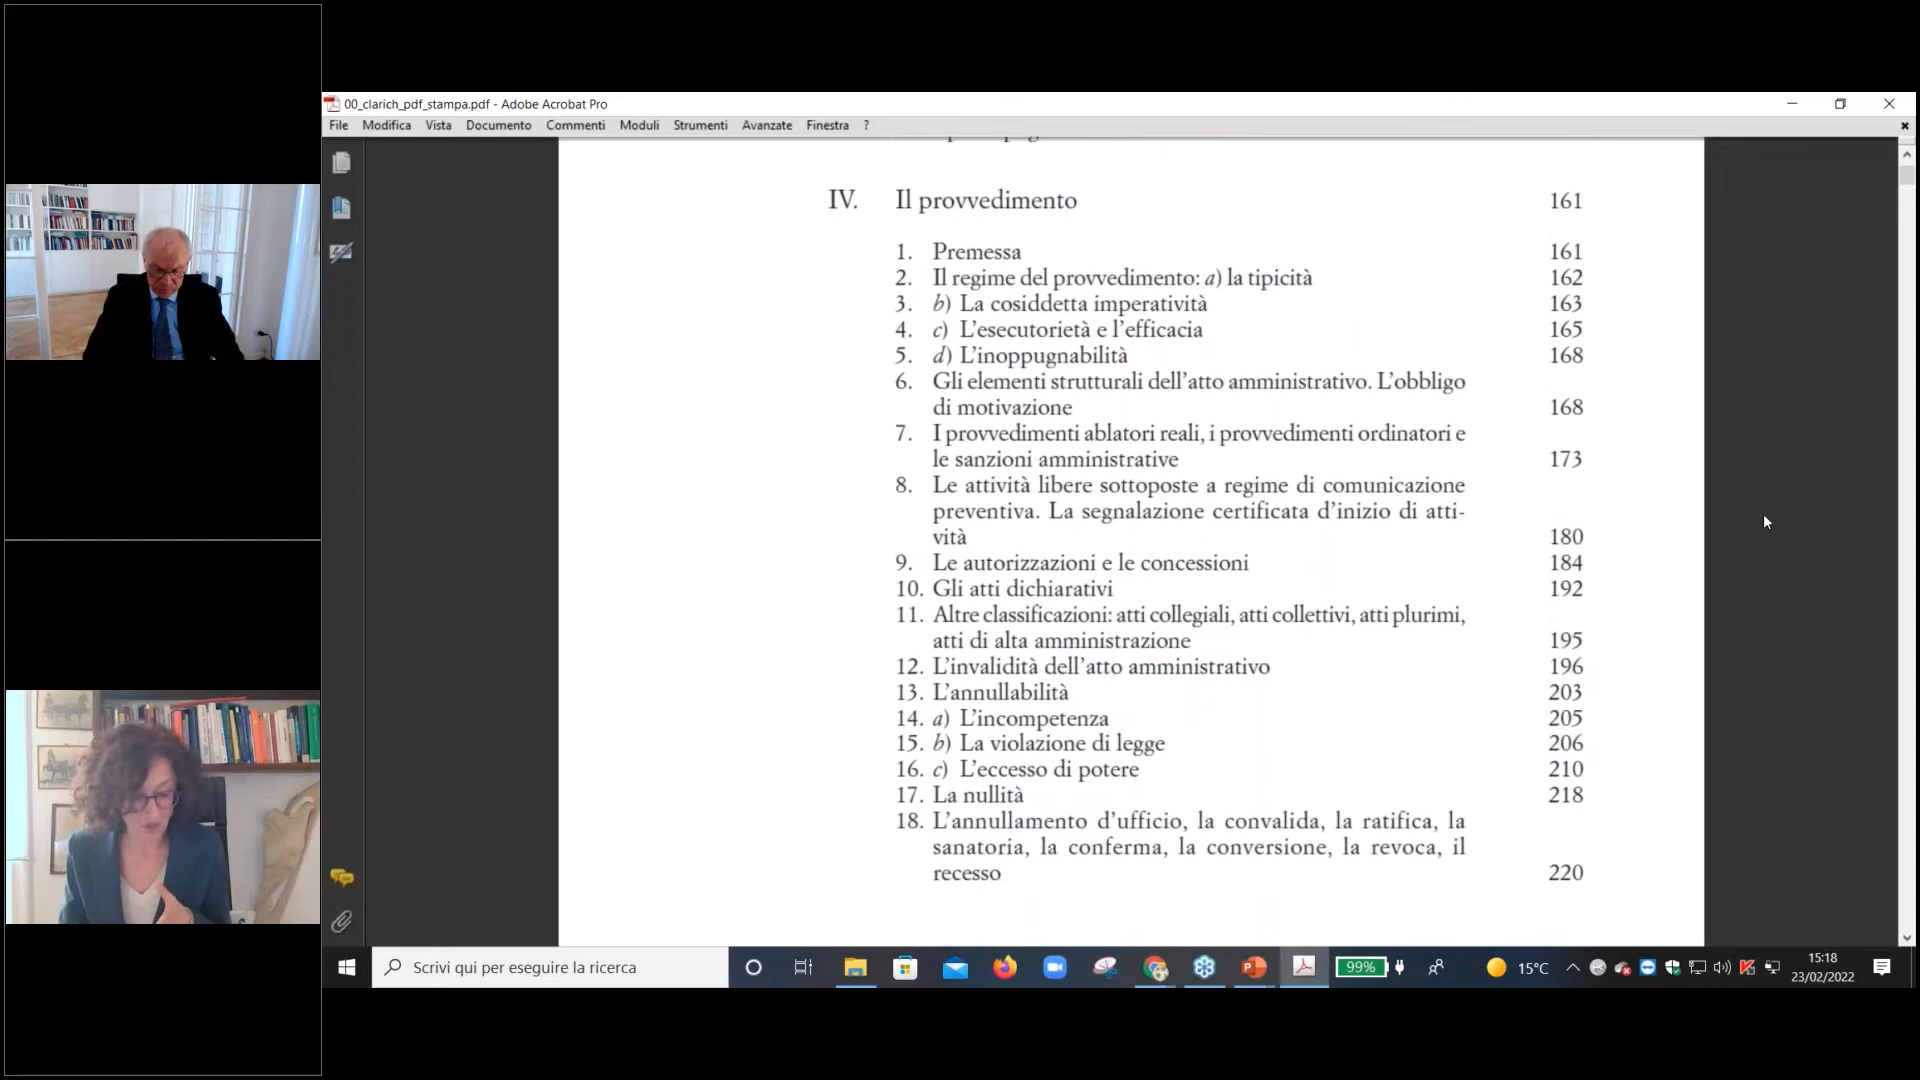 00_clarich_pdf_stampa.pdf - Adobe Acrobat Pro
File Modifica Vista Documento Commenti Moduli Strumenti Avanzate Finestra ?
IV. Il provvedimento 161
1. Premessa 161
2. Il regime del provvedimento: a) la tipicità 162
3. b) La cosiddetta imperatività 163
4. c) L’esecutorietà e l’efficacia 165
5. d) L’inoppugnabilità 168
6. Gli elementi strutturali dell’atto amministrativo. L’obbligo
di motivazione 168
7. I provvedimenti ablatori reali, i provvedimenti ordinatori e
le sanzioni amministrative 173
8. Le attività libere sottoposte a regime di comunicazione
preventiva. La segnalazione certificata d’inizio di atti-
vità 180
9. Le autorizzazioni e le concessioni 184
10. Gli atti dichiarativi 192
11. Altre classificazioni: atti collegiali, atti collettivi, atti plurimi,
atti di alta amministrazione 195
12. L’invalidità dell’atto amministrativo 196
13. L’annullabilità 203
14. a) L’incompetenza 205
15. b) La violazione di legge 206
16. c) L’eccesso di potere 210
17. La nullità 218
18. L’annullamento d’ufficio, la convalida, la ratifica, la
sanatoria, la conferma, la conversione, la revoca, il
recesso 220
Scrivi qui per eseguire la ricerca
99%
15°C
15:18
23/02/2022